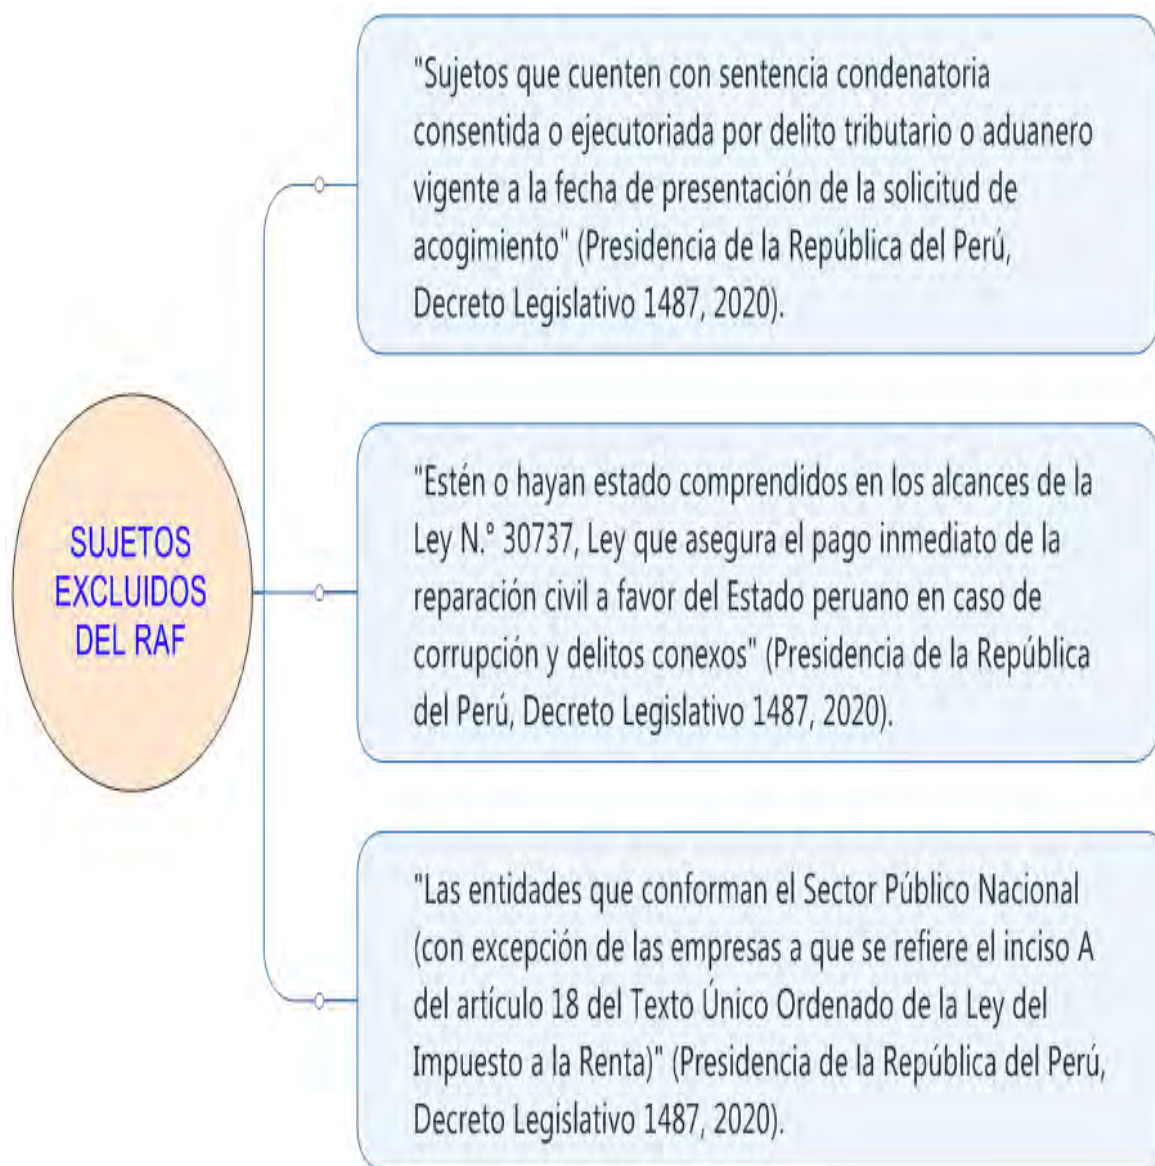 SUJETOS
EXCLUIDOS
DEL RAF
"Sujetos que cuenten con sentencia condenatoria
consentida o ejecutoriada por delito tributario o aduanero
vigente a la fecha de presentación de la solicitud de
acogimiento" (Presidencia de la República del Perú,
Decreto Legislativo 1487, 2020).
"Estén o hayan estado comprendidos en los alcances de la
Ley N.° 30737, Ley que asegura el pago inmediato de la
reparación civil a favor del Estado peruano en caso de
corrupción y delitos conexos" (Presidencia de la República
del Perú, Decreto Legislativo 1487, 2020).
"Las entidades que conforman el Sector Público Nacional
(con excepción de las empresas a que se refiere el inciso A
del artículo 18 del Texto Único Ordenado de la Ley del
Impuesto a la Renta)" (Presidencia de la República del Perú,
Decreto Legislativo 1487, 2020).